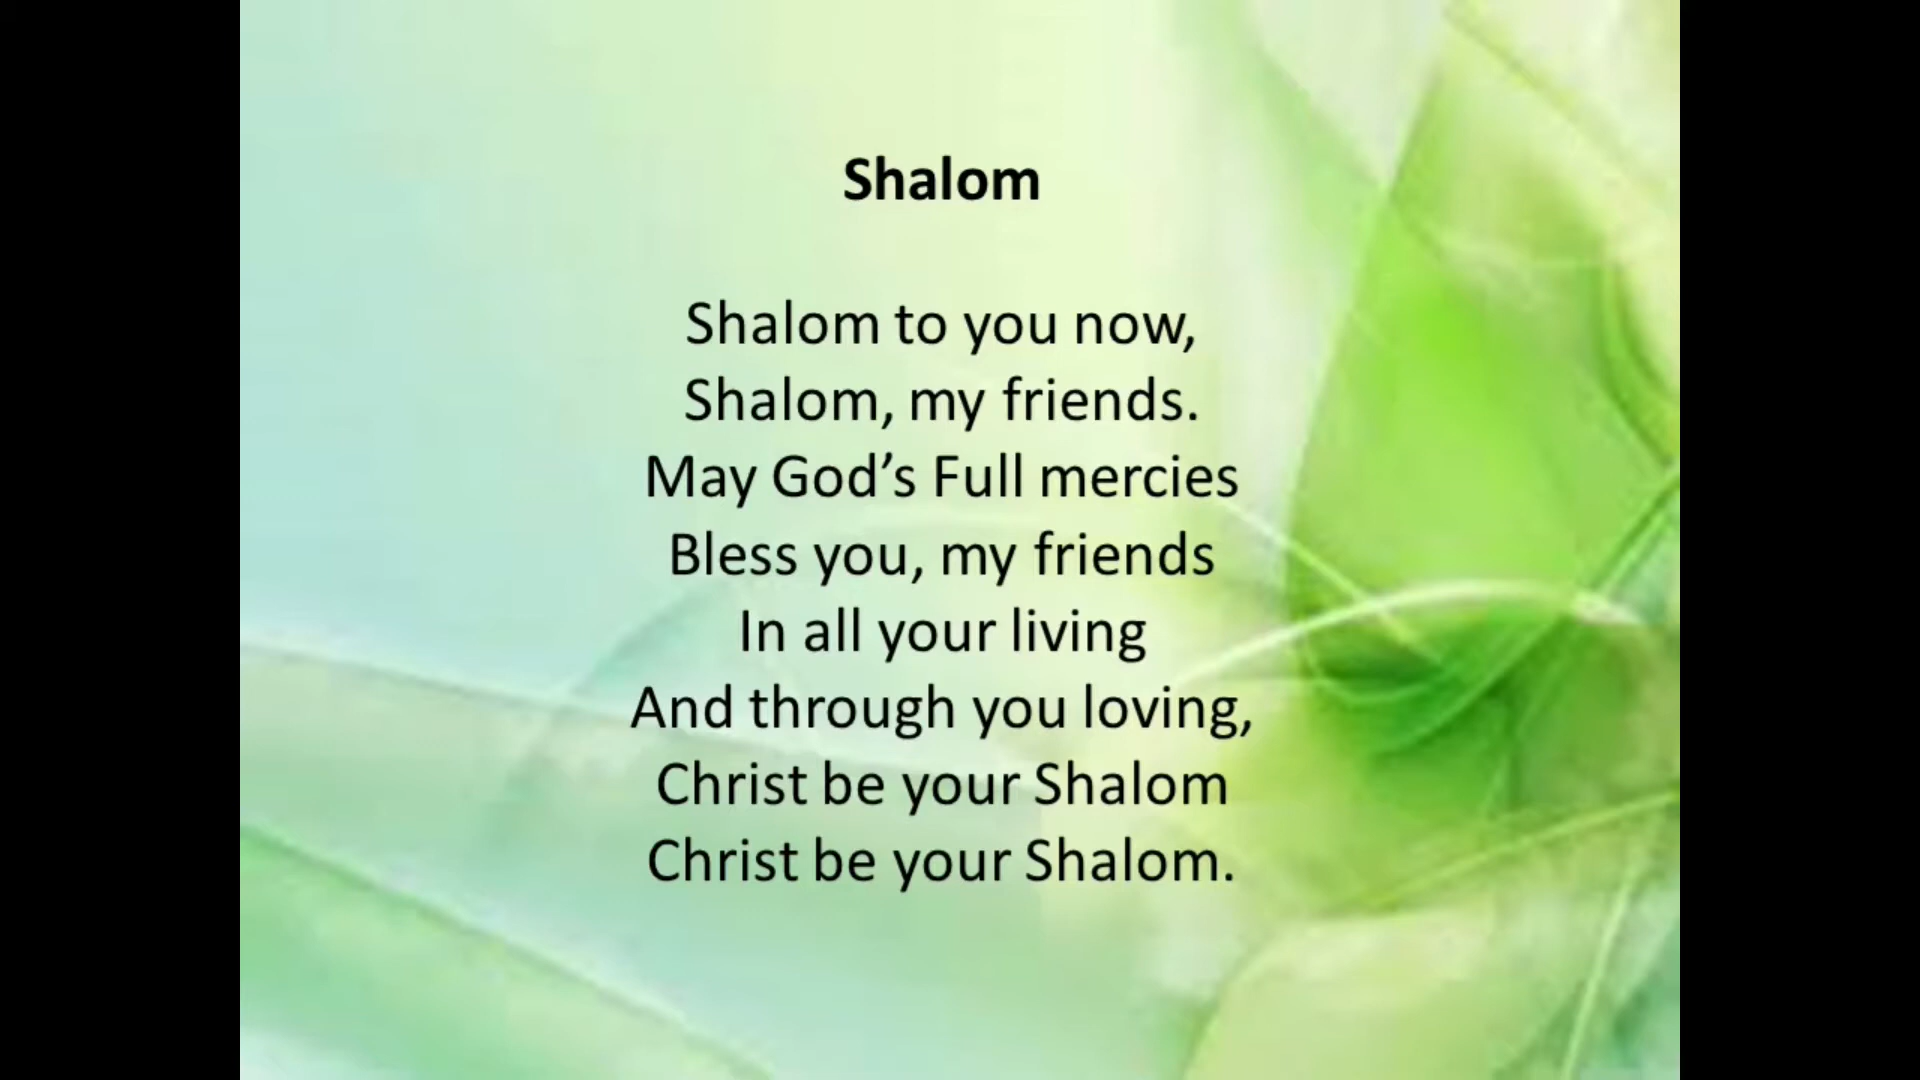 Shalom
Shalom to you now,
Shalom, my friends.
May God’s Full mercies
Bless you, my friends
In all your living
And through you loving,
Christ be your Shalom
Christ be your Shalom.